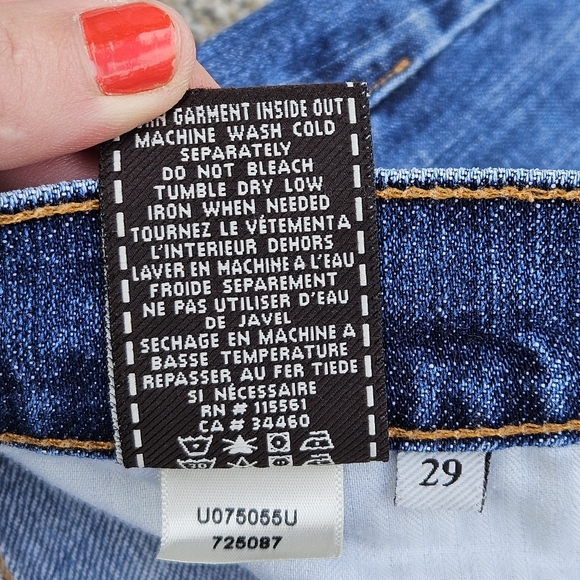 GARMENT INSIDE OUT
MACHINE WASH COLD
SEPARATELY
DO NOT BLEACH
TUMBLE DRY LOW
IRON WHEN NEEDED
TOURNEZ LE VÉTEMENT A
L'INTERIEUR DEHORS
LAVER EN MACHINE A L'EAU
FROIDE SEPAREMENT
NE PAS UTILISER D'EAU
DE JAVEL
SECHAGE EN MACHINE A
BASSE TEMPERATURE
REPASSER AU FER TIEDE
SI NÉCESSAIRE
RN # 115561
CA # 34460
29
U075055U
725087